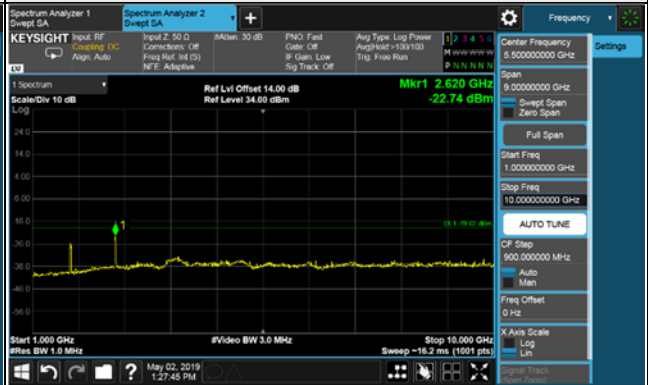 Spectrum Analyzer 1
Swept SA
Spectrum Analyzer 2
Swept SA
+
Frequency
KEYSIGHT
Input: RF
Coupling: DC
Align: Auto
Input Z: 50 Ω
Corrections: Off
Freq Ref: Int (S)
NFE: Adaptive
#Atten: 30 dB
PNO: Fast
Gate: Off
IF Gain: Low
Sig Track: Off
Avg Type: Log Power
Avg|Hold:>100/100
Trig: Free Run
1 2 3 4 5 6
M W W W W W
P N N N N N
LVI
Center Frequency
5.500000000 GHz
Settings
1 Spectrum
Scale/Div 10 dB
Log
Ref Lvl Offset 14.00 dB
Ref Level 34.00 dBm
Mkr1 2.620 GHz
-22.74 dBm
Span
9.00000000 GHz
Swept Span
Zero Span
Full Span
Start Freq
1.000000000 GHz
Stop Freq
10.000000000 GHz
AUTO TUNE
CF Step
900.000000 MHz
Auto
Man
Freq Offset
0 Hz
X Axis Scale
Log
Lin
Signal Track
(Span Zoom)
24.0
14.0
4.00
-6.00
-16.0
-26.0
-36.0
-46.0
-56.0
1
Start 1.000 GHz
#Res BW 1.0 MHz
#Video BW 3.0 MHz
Stop 10.000 GHz
Sweep ~16.2 ms (1001 pts)
?
May 02, 2019
1:27:45 PM